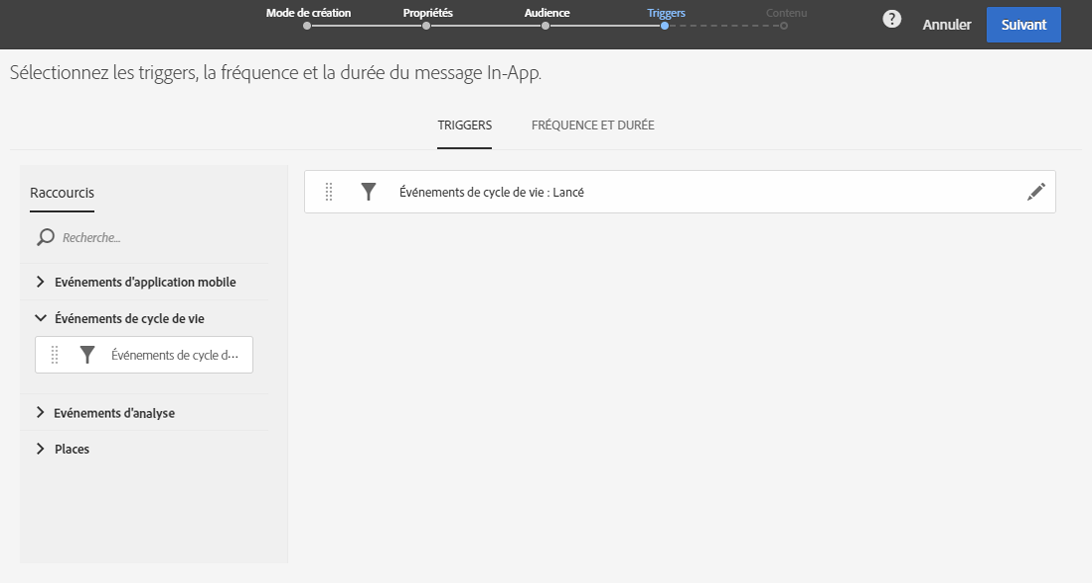 Mode de création
Propriétés
Audience
Triggers
Contenu
?
Annuler
Suivant
Sélectionnez les triggers, la fréquence et la durée du message In-App.
TRIGGERS
FRÉQUENCE ET DURÉE
Raccourcis
Recherche...
Evénements d'application mobile
Événements de cycle de vie
Événements de cycle d...
Evénements d'analyse
Places
Événements de cycle de vie : Lancé